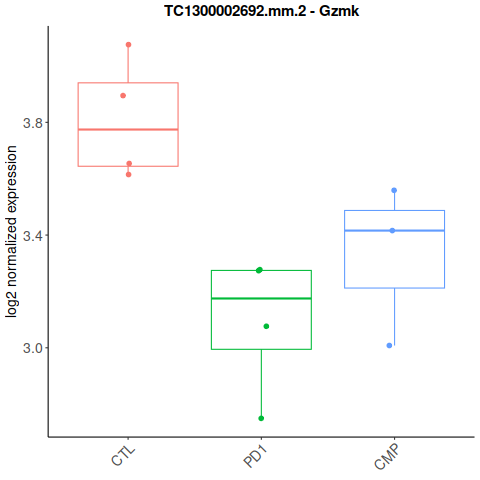 TC1300002692.mm.2 - Gzmk
log2 normalized expression
3.8
3.4
3.0
CTL
PD1
CMP